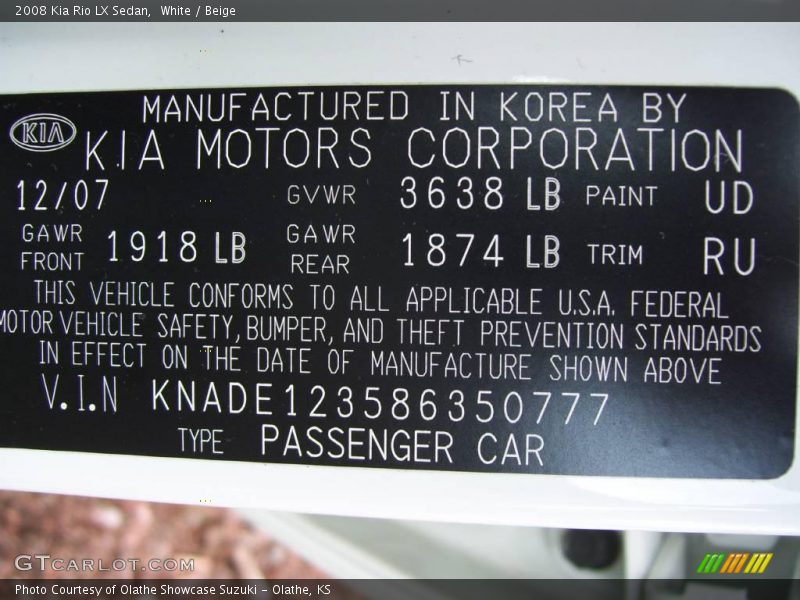 2008 Kia Rio LX Sedan,  White / Beige
MANUFACTURED IN KOREA BY
KIA KIA MOTORS CORPORATION
12/07 GVWR 3638 LB PAINT UD
GAWR FRONT 1918 LB GAWR REAR 1874 LB TRIM RU
THIS VEHICLE CONFORMS TO ALL APPLICABLE U.S.A. FEDERAL
MOTOR VEHICLE SAFETY, BUMPER, AND THEFT PREVENTION STANDARDS
IN EFFECT ON THE DATE OF MANUFACTURE SHOWN ABOVE
V.I.N KNADE123586350777
TYPE PASSENGER CAR
GTCARLOT.COM
Photo Courtesy of Olathe Showcase Suzuki - Olathe, KS